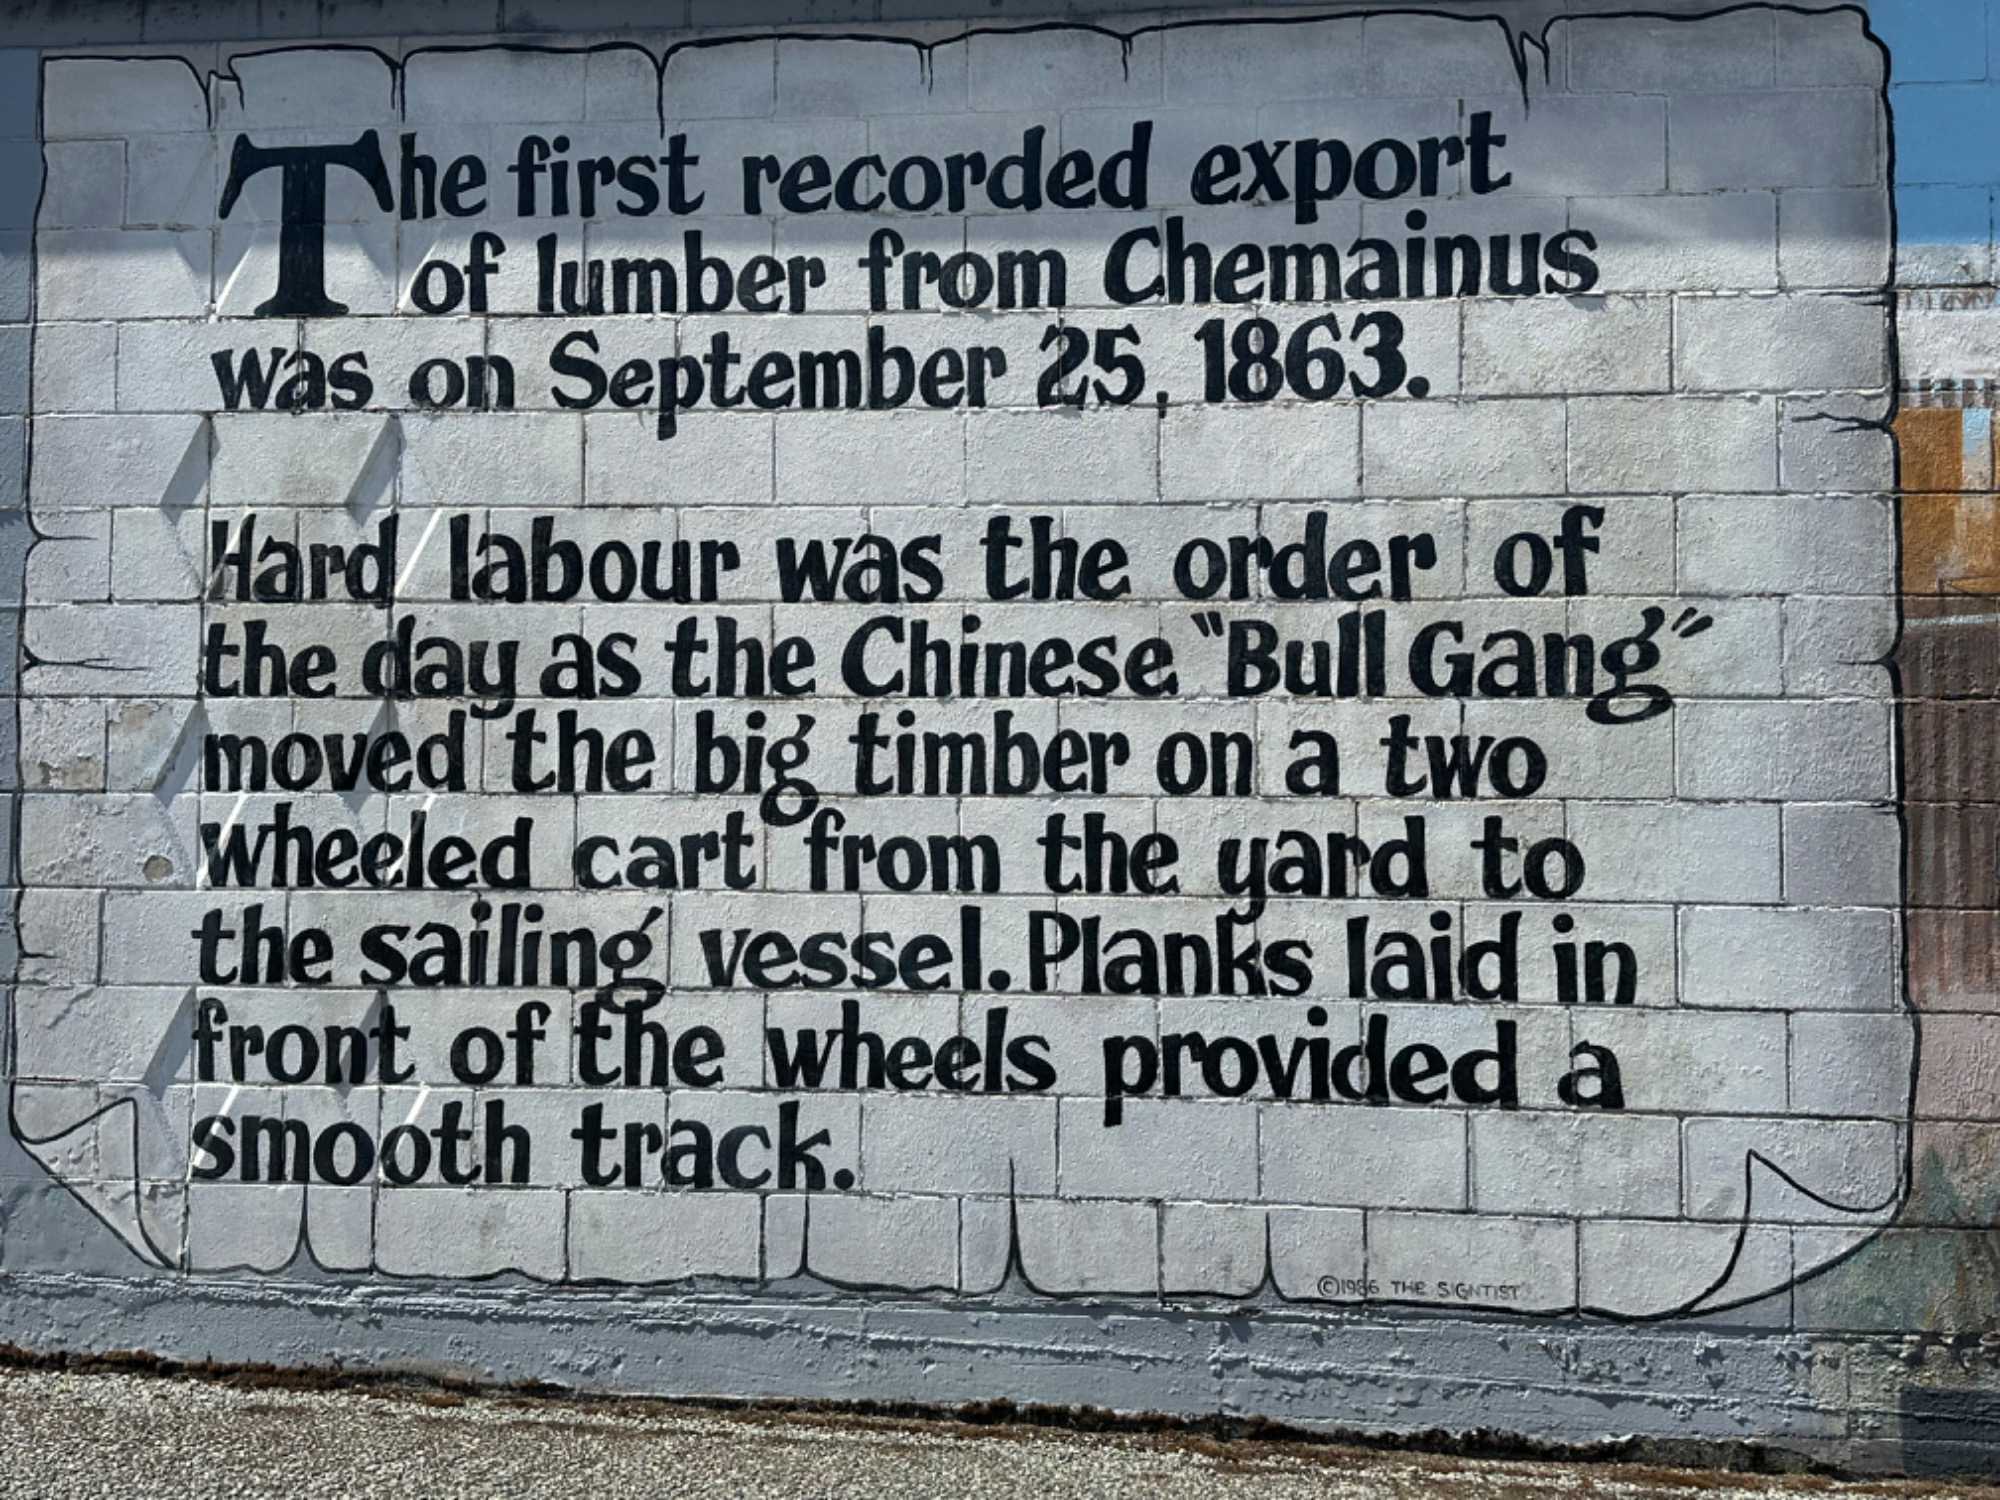 The first recorded export
of lumber from Chemainus
was on September 25, 1863.
Hard labour was the order of
the day as the Chinese "Bull Gang"
moved the big timber on a two
wheeled cart from the yard to
the sailing vessel. Planks laid in
front of the wheels provided a
smooth track.
©1986 THE SIGNTIST